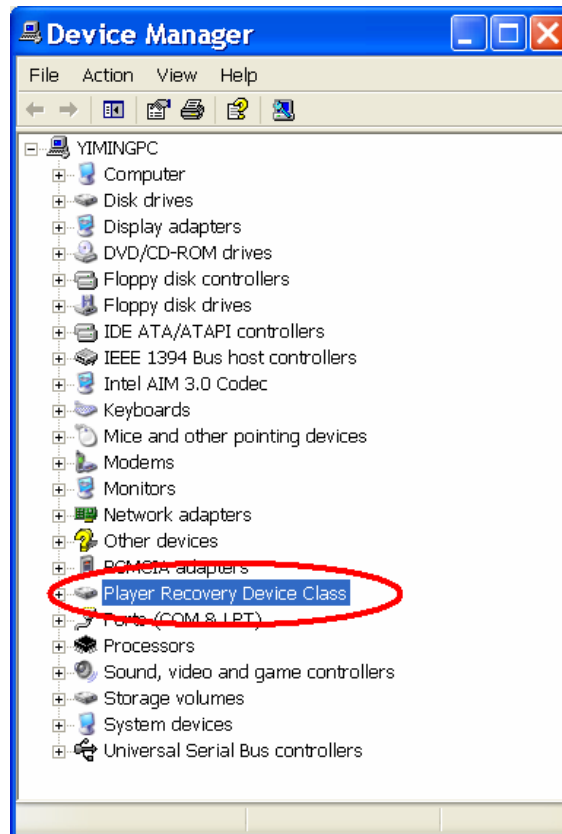 Device Manager
File Action View Help
YIMINGPC
Computer
Disk drives
Display adapters
DVD/CD-ROM drives
Floppy disk controllers
Floppy disk drives
IDE ATA/ATAPI controllers
IEEE 1394 Bus host controllers
Intel AIM 3.0 Codec
Keyboards
Mice and other pointing devices
Modems
Monitors
Network adapters
Other devices
PCMCIA adapters
Player Recovery Device Class
Ports (COM & LPT)
Processors
Sound, video and game controllers
Storage volumes
System devices
Universal Serial Bus controllers